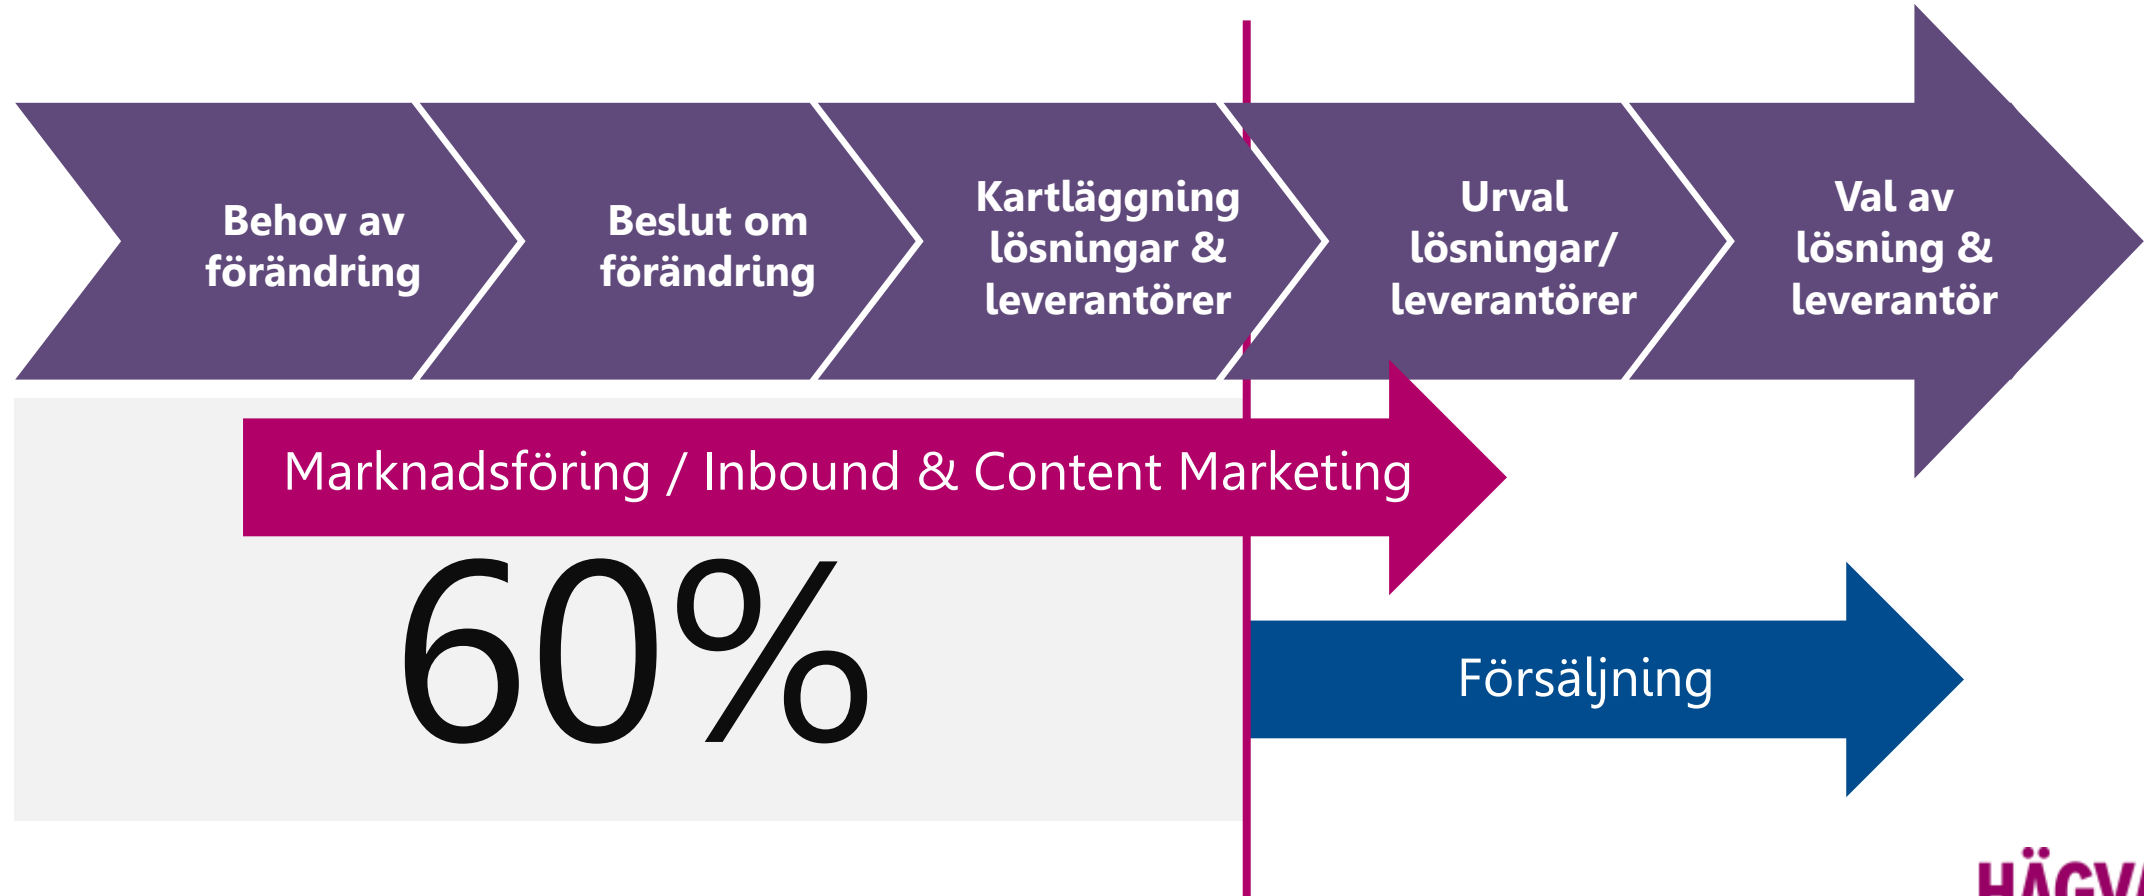 Behov av
förändring
Beslut om
förändring
Kartläggning
lösningar &
leverantörer
Urval
lösningar/
leverantörer
Val av
lösning &
leverantör
Marknadsföring / Inbound & Content Marketing
60%
Försäljning